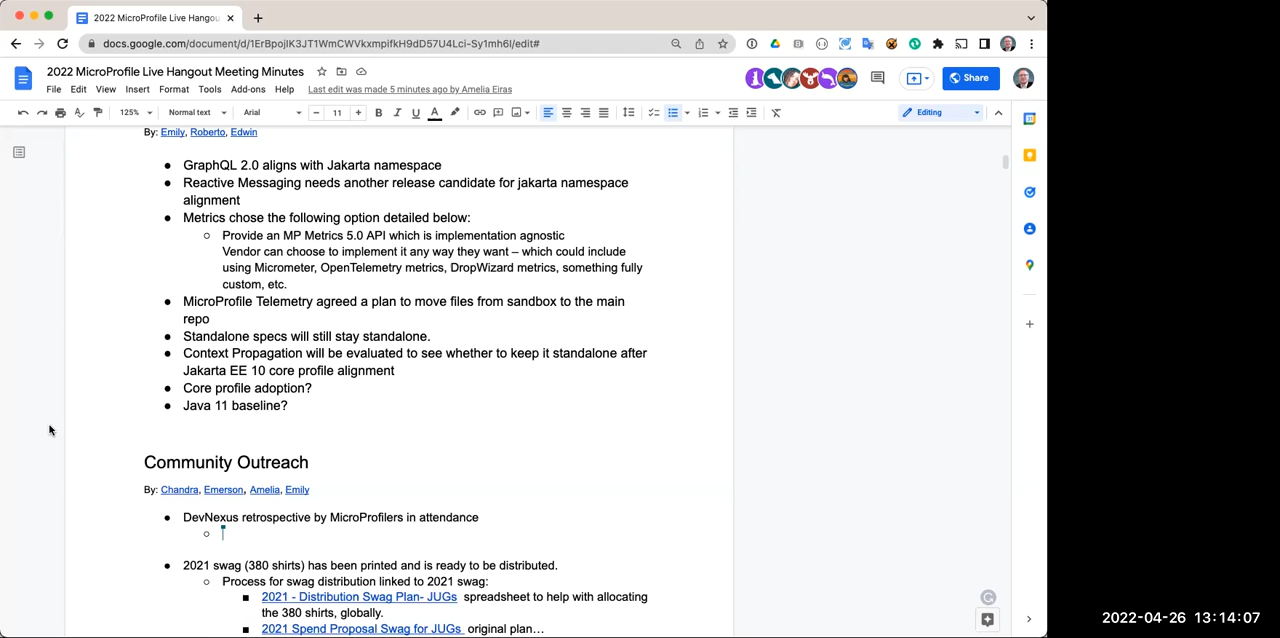 2022 MicroProfile Live Hangou
docs.google.com/document/d/1ErBpojIK3JT1WmCWVkxmpifkH9dD57U4Lci-Sy1mh6I/edit#
2022 MicroProfile Live Hangout Meeting Minutes
Share
File Edit View Insert Format Tools Add-ons Help Last edit was made 5 minutes ago by Amelia Eiras
125% Normal text Arial 11 B I U A Editing
By: Emily, Roberto, Edwin
GraphQL 2.0 aligns with Jakarta namespace
Reactive Messaging needs another release candidate for jakarta namespace
alignment
Metrics chose the following option detailed below:
Provide an MP Metrics 5.0 API which is implementation agnostic
Vendor can choose to implement it any way they want – which could include
using Micrometer, OpenTelemetry metrics, DropWizard metrics, something fully
custom, etc.
MicroProfile Telemetry agreed a plan to move files from sandbox to the main
repo
Standalone specs will still stay standalone.
Context Propagation will be evaluated to see whether to keep it standalone after
Jakarta EE 10 core profile alignment
Core profile adoption?
Java 11 baseline?
Community Outreach
By: Chandra, Emerson, Amelia, Emily
DevNexus retrospective by MicroProfilers in attendance
2021 swag (380 shirts) has been printed and is ready to be distributed.
Process for swag distribution linked to 2021 swag:
2021 - Distribution Swag Plan- JUGs spreadsheet to help with allocating
the 380 shirts, globally.
2021 Spend Proposal Swag for JUGs original plan…
2022-04-26 13:14:07